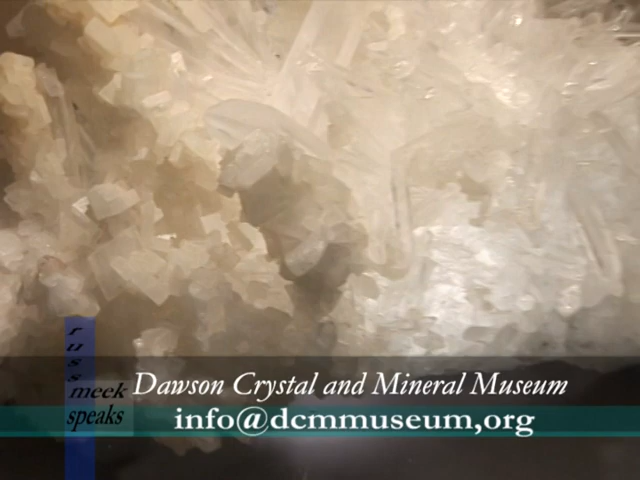 russ
meek
speaks
Dawson Crystal and Mineral Museum
info@dcmmuseum,org